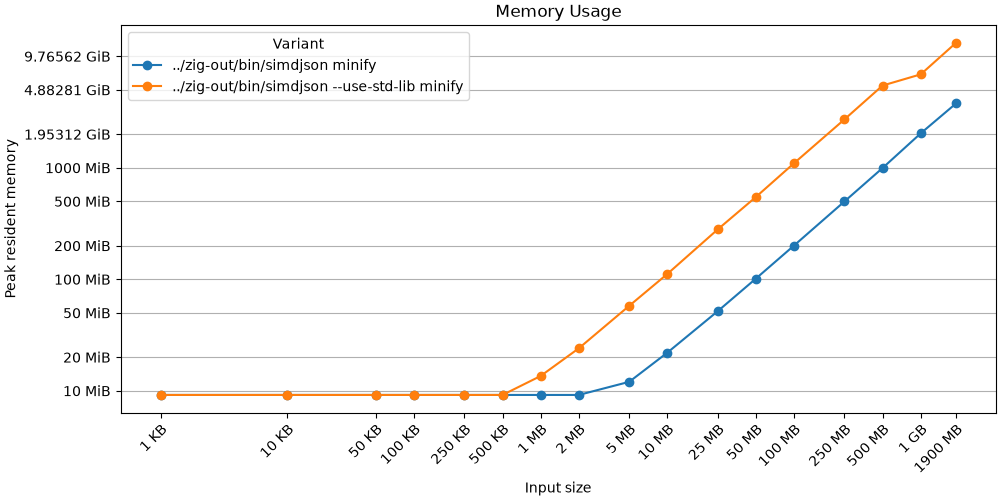 Memory Usage
Variant
../zig-out/bin/simdjson minify
../zig-out/bin/simdjson --use-std-lib minify
Peak resident memory
9.76562 GiB
4.88281 GiB
1.95312 GiB
1000 MiB
500 MiB
200 MiB
100 MiB
50 MiB
20 MiB
10 MiB
1 KB
10 KB
50 KB
100 KB
250 KB
500 KB
1 MB
2 MB
5 MB
10 MB
25 MB
50 MB
100 MB
250 MB
500 MB
1 GB
1900 MB
Input size